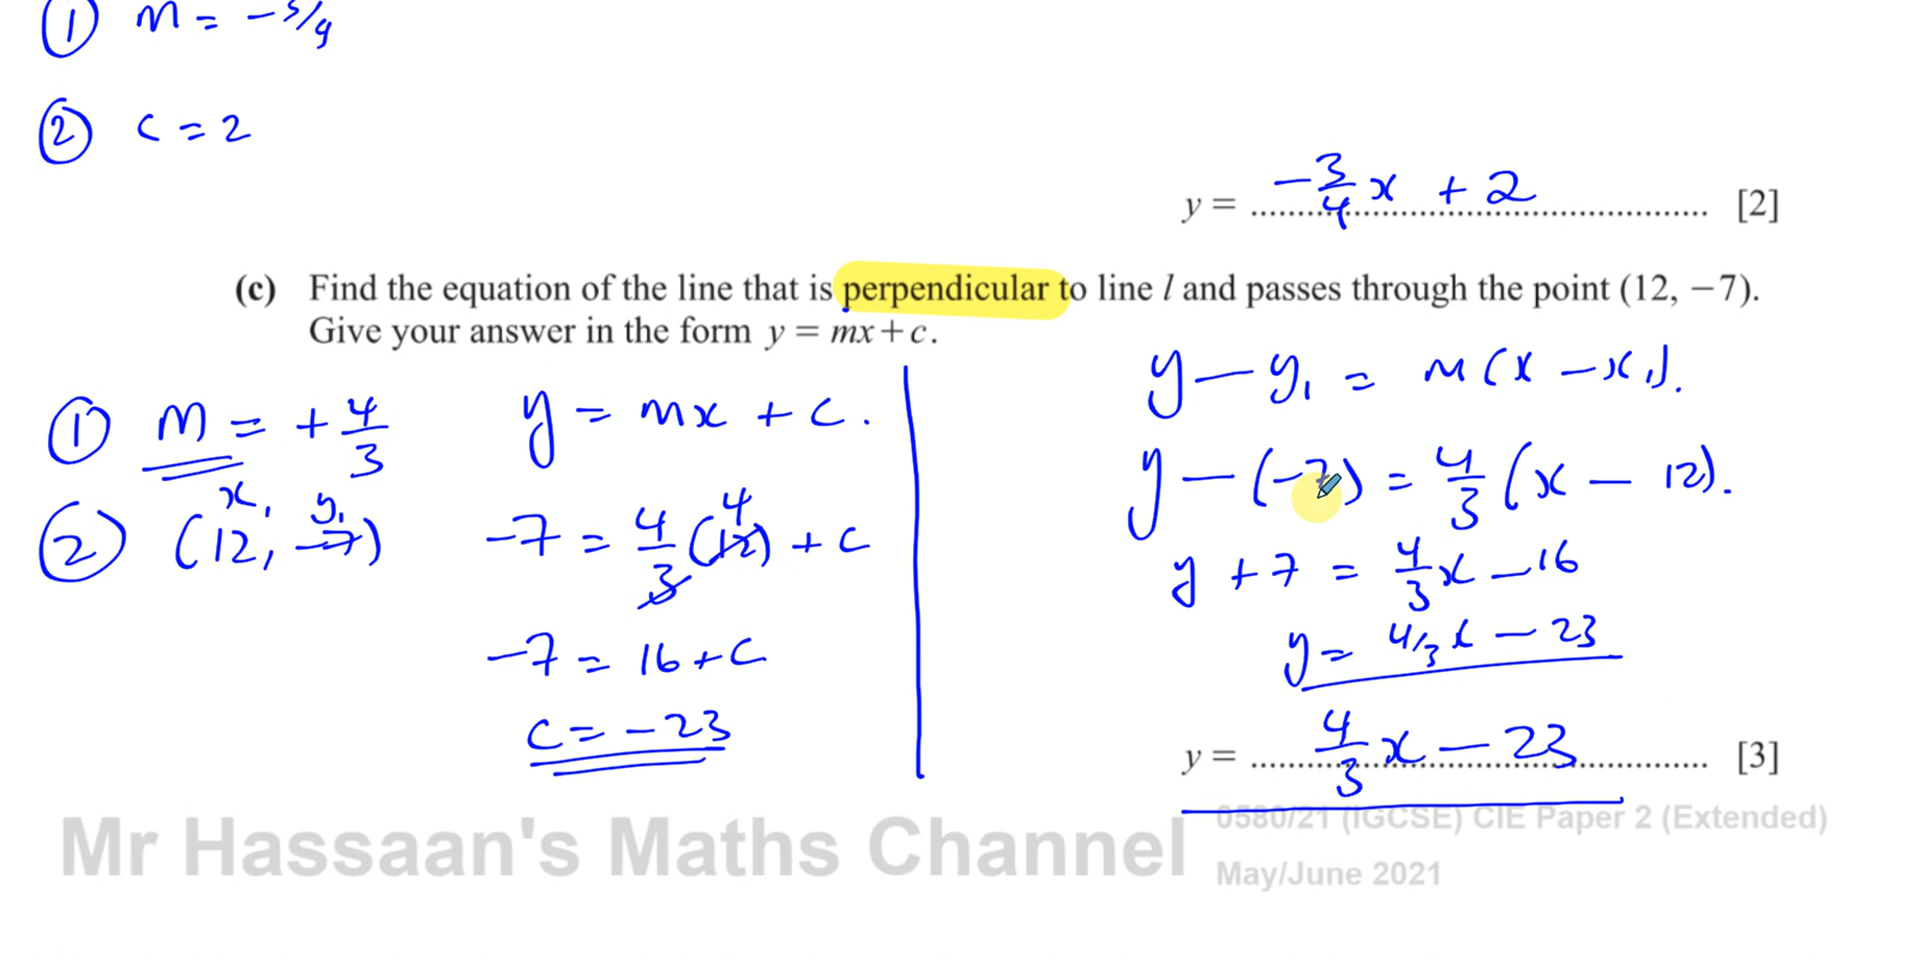 ① m = -3/4
② c = 2
y = -3/4 x + 2 [2]
(c) Find the equation of the line that is perpendicular to line l and passes through the point (12, −7).
Give your answer in the form y = mx + c.
① m = + 4/3
② (12, -7)
x₁ y₁
y = mx + c.
-7 = 4/3 (12) + c
4
-7 = 16 + c
c = -23
y - y₁ = m(x - x₁).
y - (-7) = 4/3 (x - 12).
y + 7 = 4/3 x - 16
y = 4/3 x - 23
y = 4/3 x - 23 [3]
Mr Hassaan's Maths Channel
0580/21 (IGCSE) CIE Paper 2 (Extended)
May/June 2021